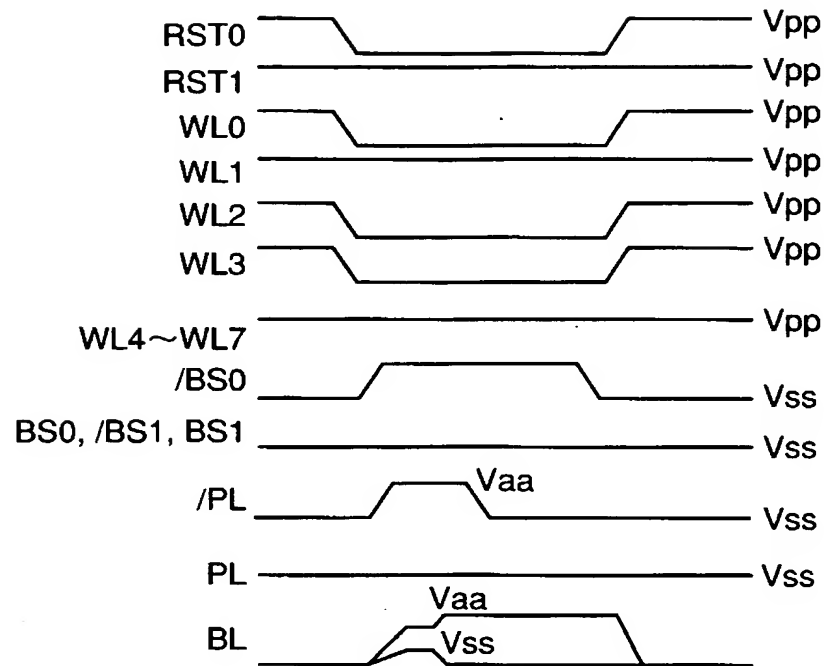 RST0 Vpp
RST1 Vpp
WL0 Vpp
WL1 Vpp
WL2 Vpp
WL3 Vpp
WL4~WL7 Vpp
/BS0 Vss
BS0, /BS1, BS1 Vss
/PL Vaa Vss
PL Vss
BL Vaa Vss